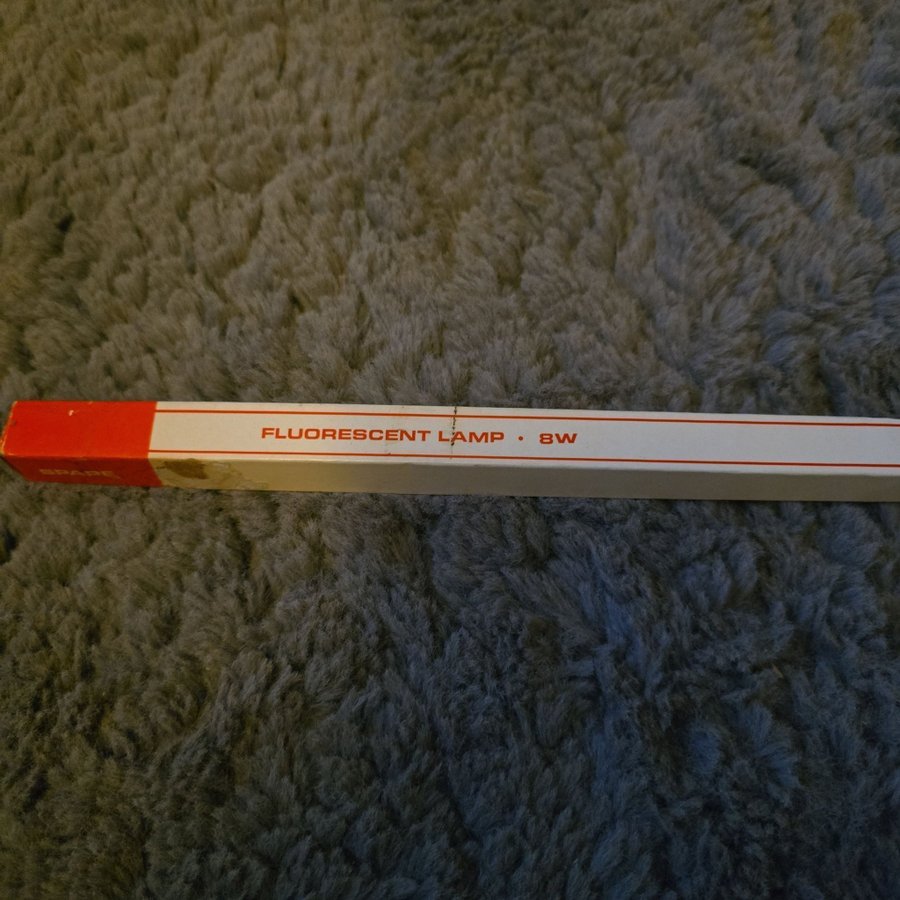 FLUORESCENT LAMP • 8W
SPARE